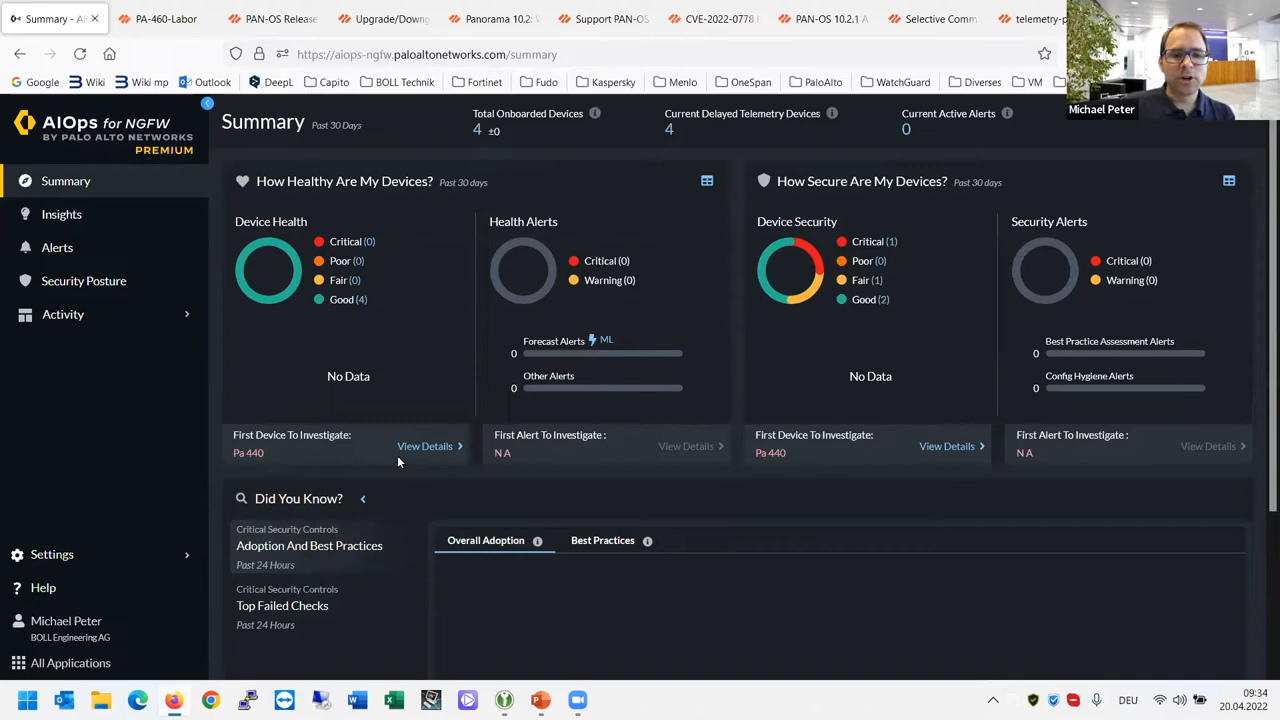 Summary - AI
PA-460-Labor
PAN-OS Release
Upgrade/Down
Panorama 10.2:
Support PAN-OS
CVE-2022-0778
PAN-OS 10.2.1
Selective Comm
telemetry-p
https://aiops-ngfw.paloaltonetworks.com/summary
Google
Wiki
Wiki mp
Outlook
DeepL
Capito
BOLL Technik
Fortinet
Fudo
Kaspersky
Menlo
OneSpan
PaloAlto
WatchGuard
Diverses
VM
Michael Peter
AIOps for NGFW
BY PALO ALTO NETWORKS
PREMIUM
Summary
Insights
Alerts
Security Posture
Activity
Settings
? Help
Michael Peter
BOLL Engineering AG
All Applications
Summary Past 30 Days
Total Onboarded Devices
4 ±0
Current Delayed Telemetry Devices
4
Current Active Alerts
0
How Healthy Are My Devices? Past 30 days
Device Health
Critical (0)
Poor (0)
Fair (0)
Good (4)
No Data
Health Alerts
Critical (0)
Warning (0)
Forecast Alerts ML
0
Other Alerts
0
First Device To Investigate:
Pa 440
View Details
First Alert To Investigate :
N A
View Details
How Secure Are My Devices? Past 30 days
Device Security
Critical (1)
Poor (0)
Fair (1)
Good (2)
No Data
Security Alerts
Critical (0)
Warning (0)
Best Practice Assessment Alerts
0
Config Hygiene Alerts
0
First Device To Investigate:
Pa 440
View Details
First Alert To Investigate :
N A
View Details
Did You Know?
Critical Security Controls
Adoption And Best Practices
Past 24 Hours
Critical Security Controls
Top Failed Checks
Past 24 Hours
Overall Adoption
Best Practices
DEU
09:34
20.04.2022